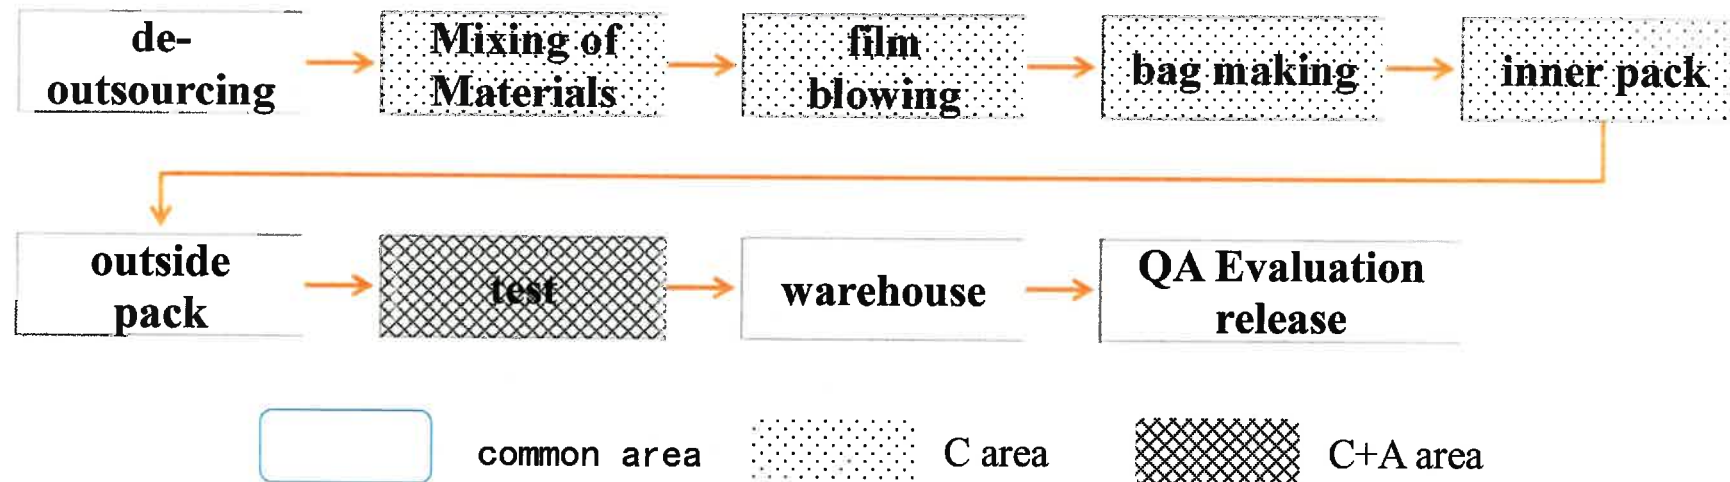 de-
outsourcing
Mixing of
Materials
film
blowing
bag making
inner pack
outside
pack
test
warehouse
QA Evaluation
release
common area
C area
C+A area